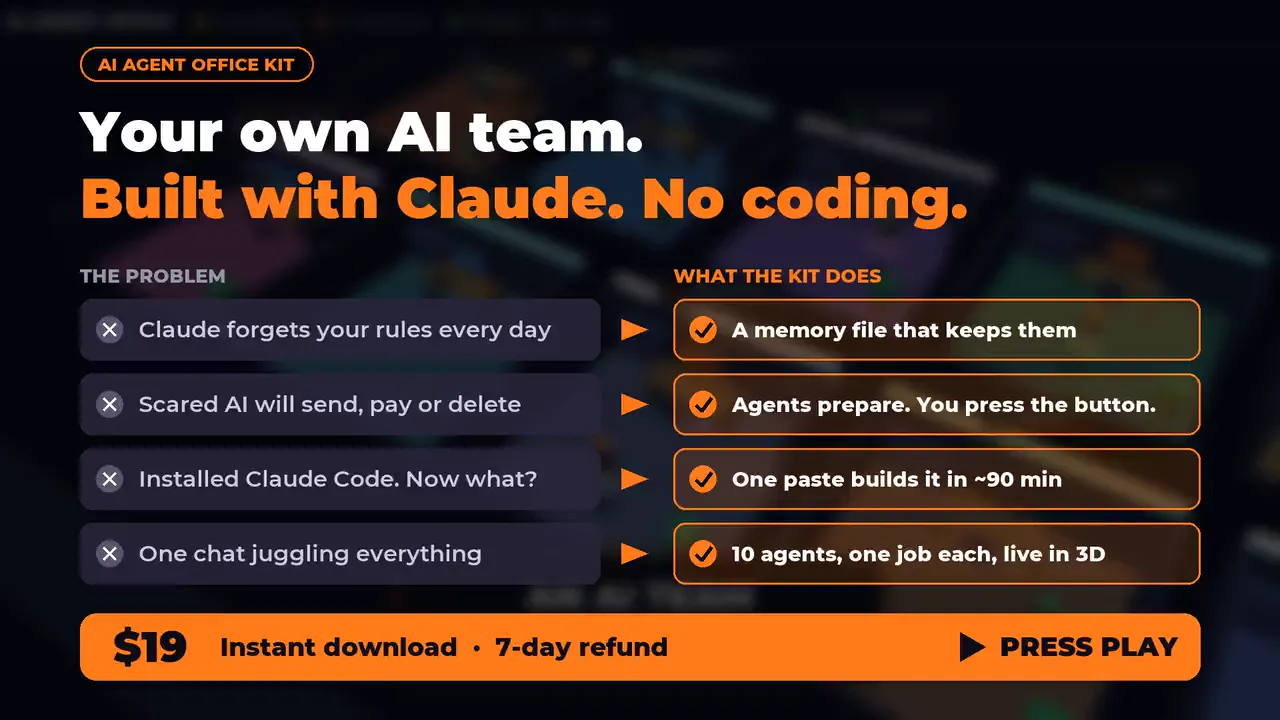 AI AGENT OFFICE KIT
Your own AI team.
Built with Claude. No coding.
THE PROBLEM
WHAT THE KIT DOES
Claude forgets your rules every day
A memory file that keeps them
Scared AI will send, pay or delete
Agents prepare. You press the button.
Installed Claude Code. Now what?
One paste builds it in ~90 min
One chat juggling everything
10 agents, one job each, live in 3D
$19 Instant download · 7-day refund
PRESS PLAY